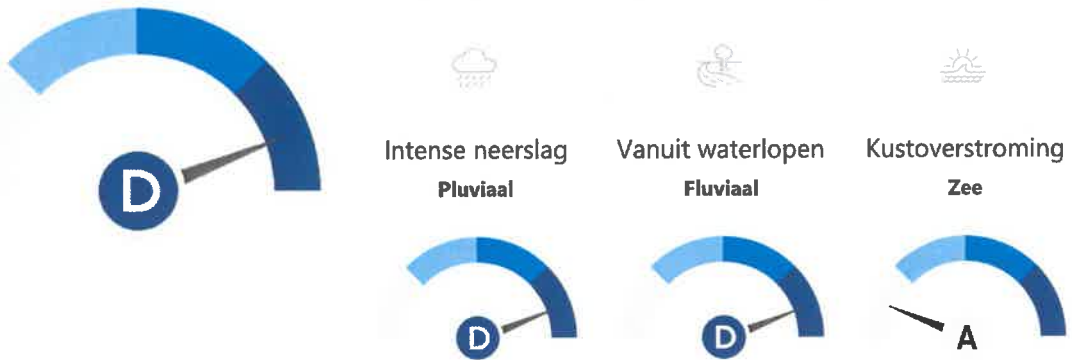 D
Intense neerslag
Pluviaal
D
Vanuit waterlopen
Fluviaal
D
Kustoverstroming
Zee
A